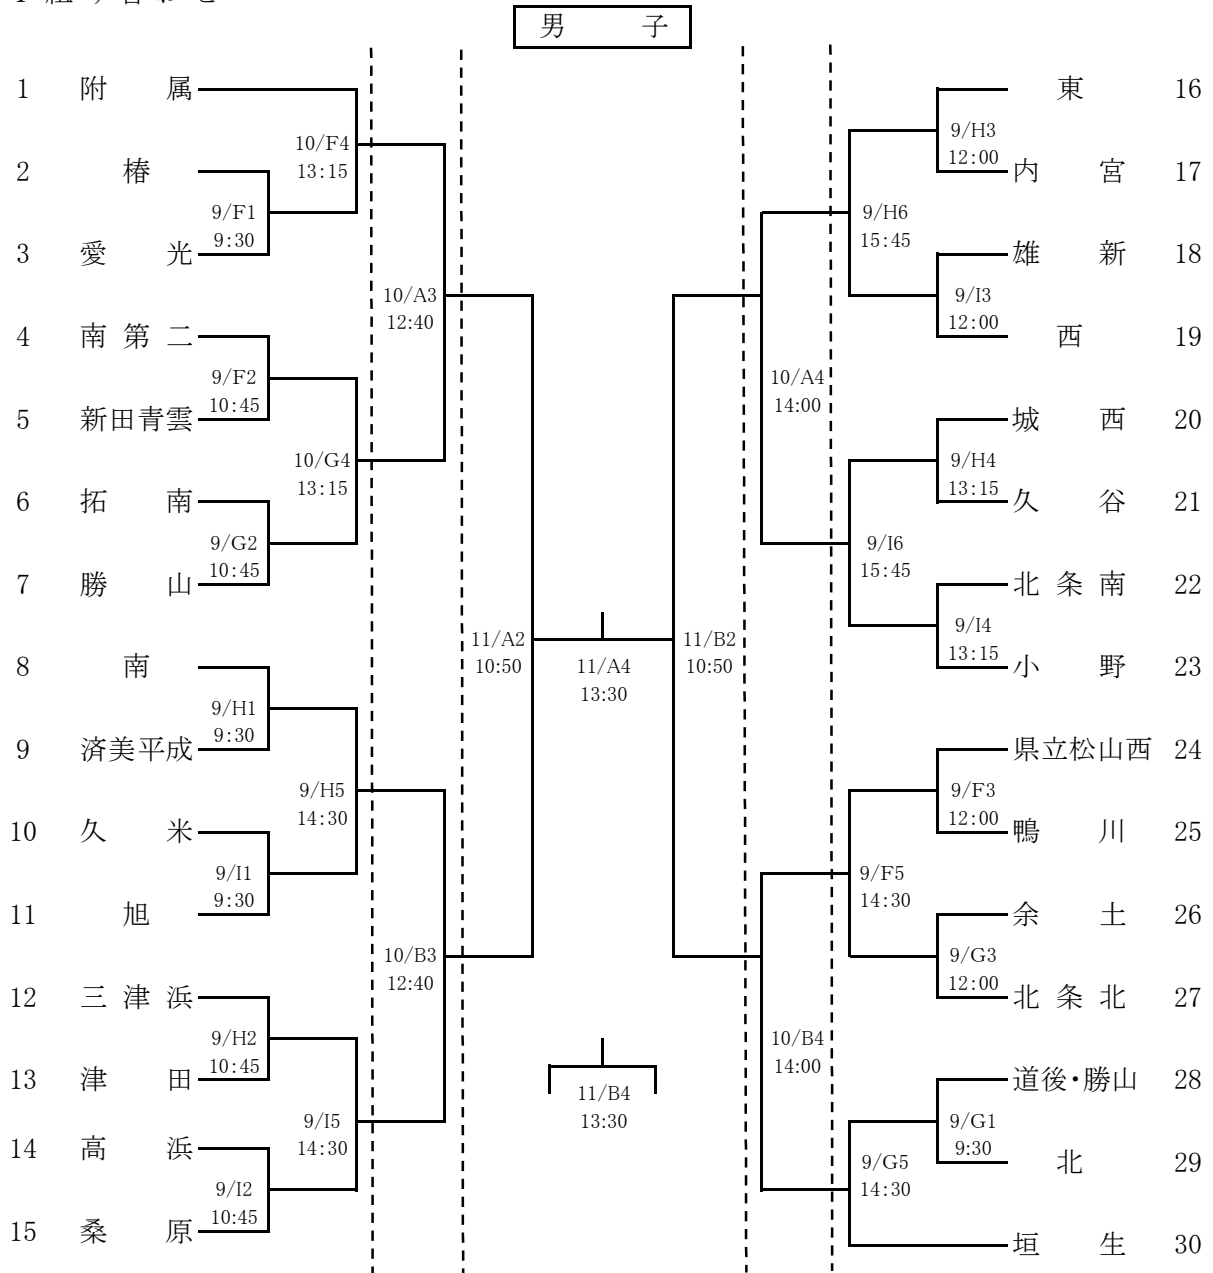 男 子
1 附 属
2 椿
3 愛 光
4 南 第 二
5 新田青雲
6 拓 南
7 勝 山
8 南
9 済美平成
10 久 米
11 旭
12 三 津 浜
13 津 田
14 高 浜
15 桑 原
9/F1
9:30
9/F2
10:45
9/G2
10:45
9/H1
9:30
9/I1
9:30
9/H2
10:45
9/I2
10:45
10/F4
13:15
10/G4
13:15
9/H5
14:30
9/I5
14:30
10/A3
12:40
10/B3
12:40
11/A2
10:50
11/A4
13:30
11/B4
13:30
11/B2
10:50
10/A4
14:00
10/B4
14:00
9/H6
15:45
9/I6
15:45
9/F5
14:30
9/G5
14:30
9/H3
12:00
9/I3
12:00
9/H4
13:15
9/I4
13:15
9/F3
12:00
9/G3
12:00
9/G1
9:30
東 16
内 宮 17
雄 新 18
西 19
城 西 20
久 谷 21
北 条 南 22
小 野 23
県立松山西 24
鴨 川 25
余 土 26
北 条 北 27
道後・勝山 28
北 29
垣 生 30